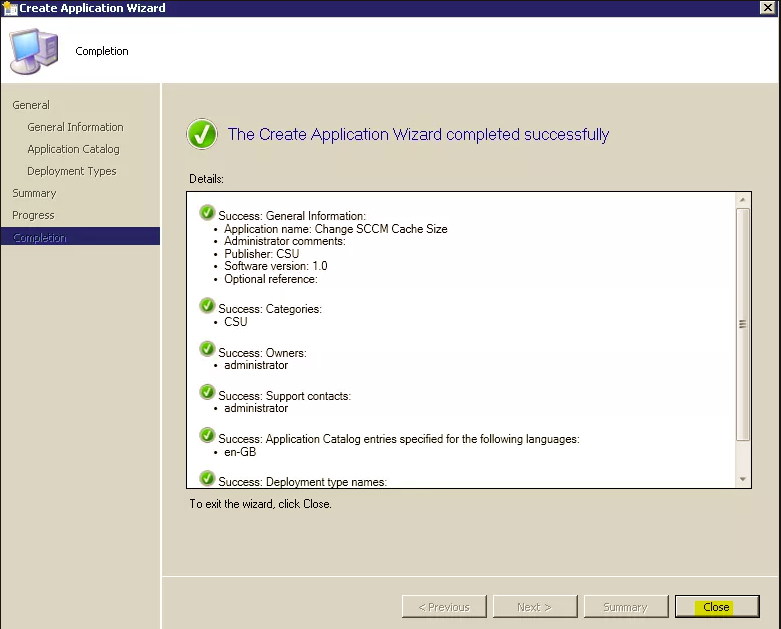 Create Application Wizard
Completion
General
General Information
Application Catalog
Deployment Types
Summary
Progress
Completion
The Create Application Wizard completed successfully
Details:
Success: General Information:
• Application name: Change SCCM Cache Size
• Administrator comments:
• Publisher: CSU
• Software version: 1.0
• Optional reference:
Success: Categories:
• CSU
Success: Owners:
• administrator
Success: Support contacts:
• administrator
Success: Application Catalog entries specified for the following languages:
• en-GB
Success: Deployment type names:
To exit the wizard, click Close.
< Previous
Next >
Summary
Close